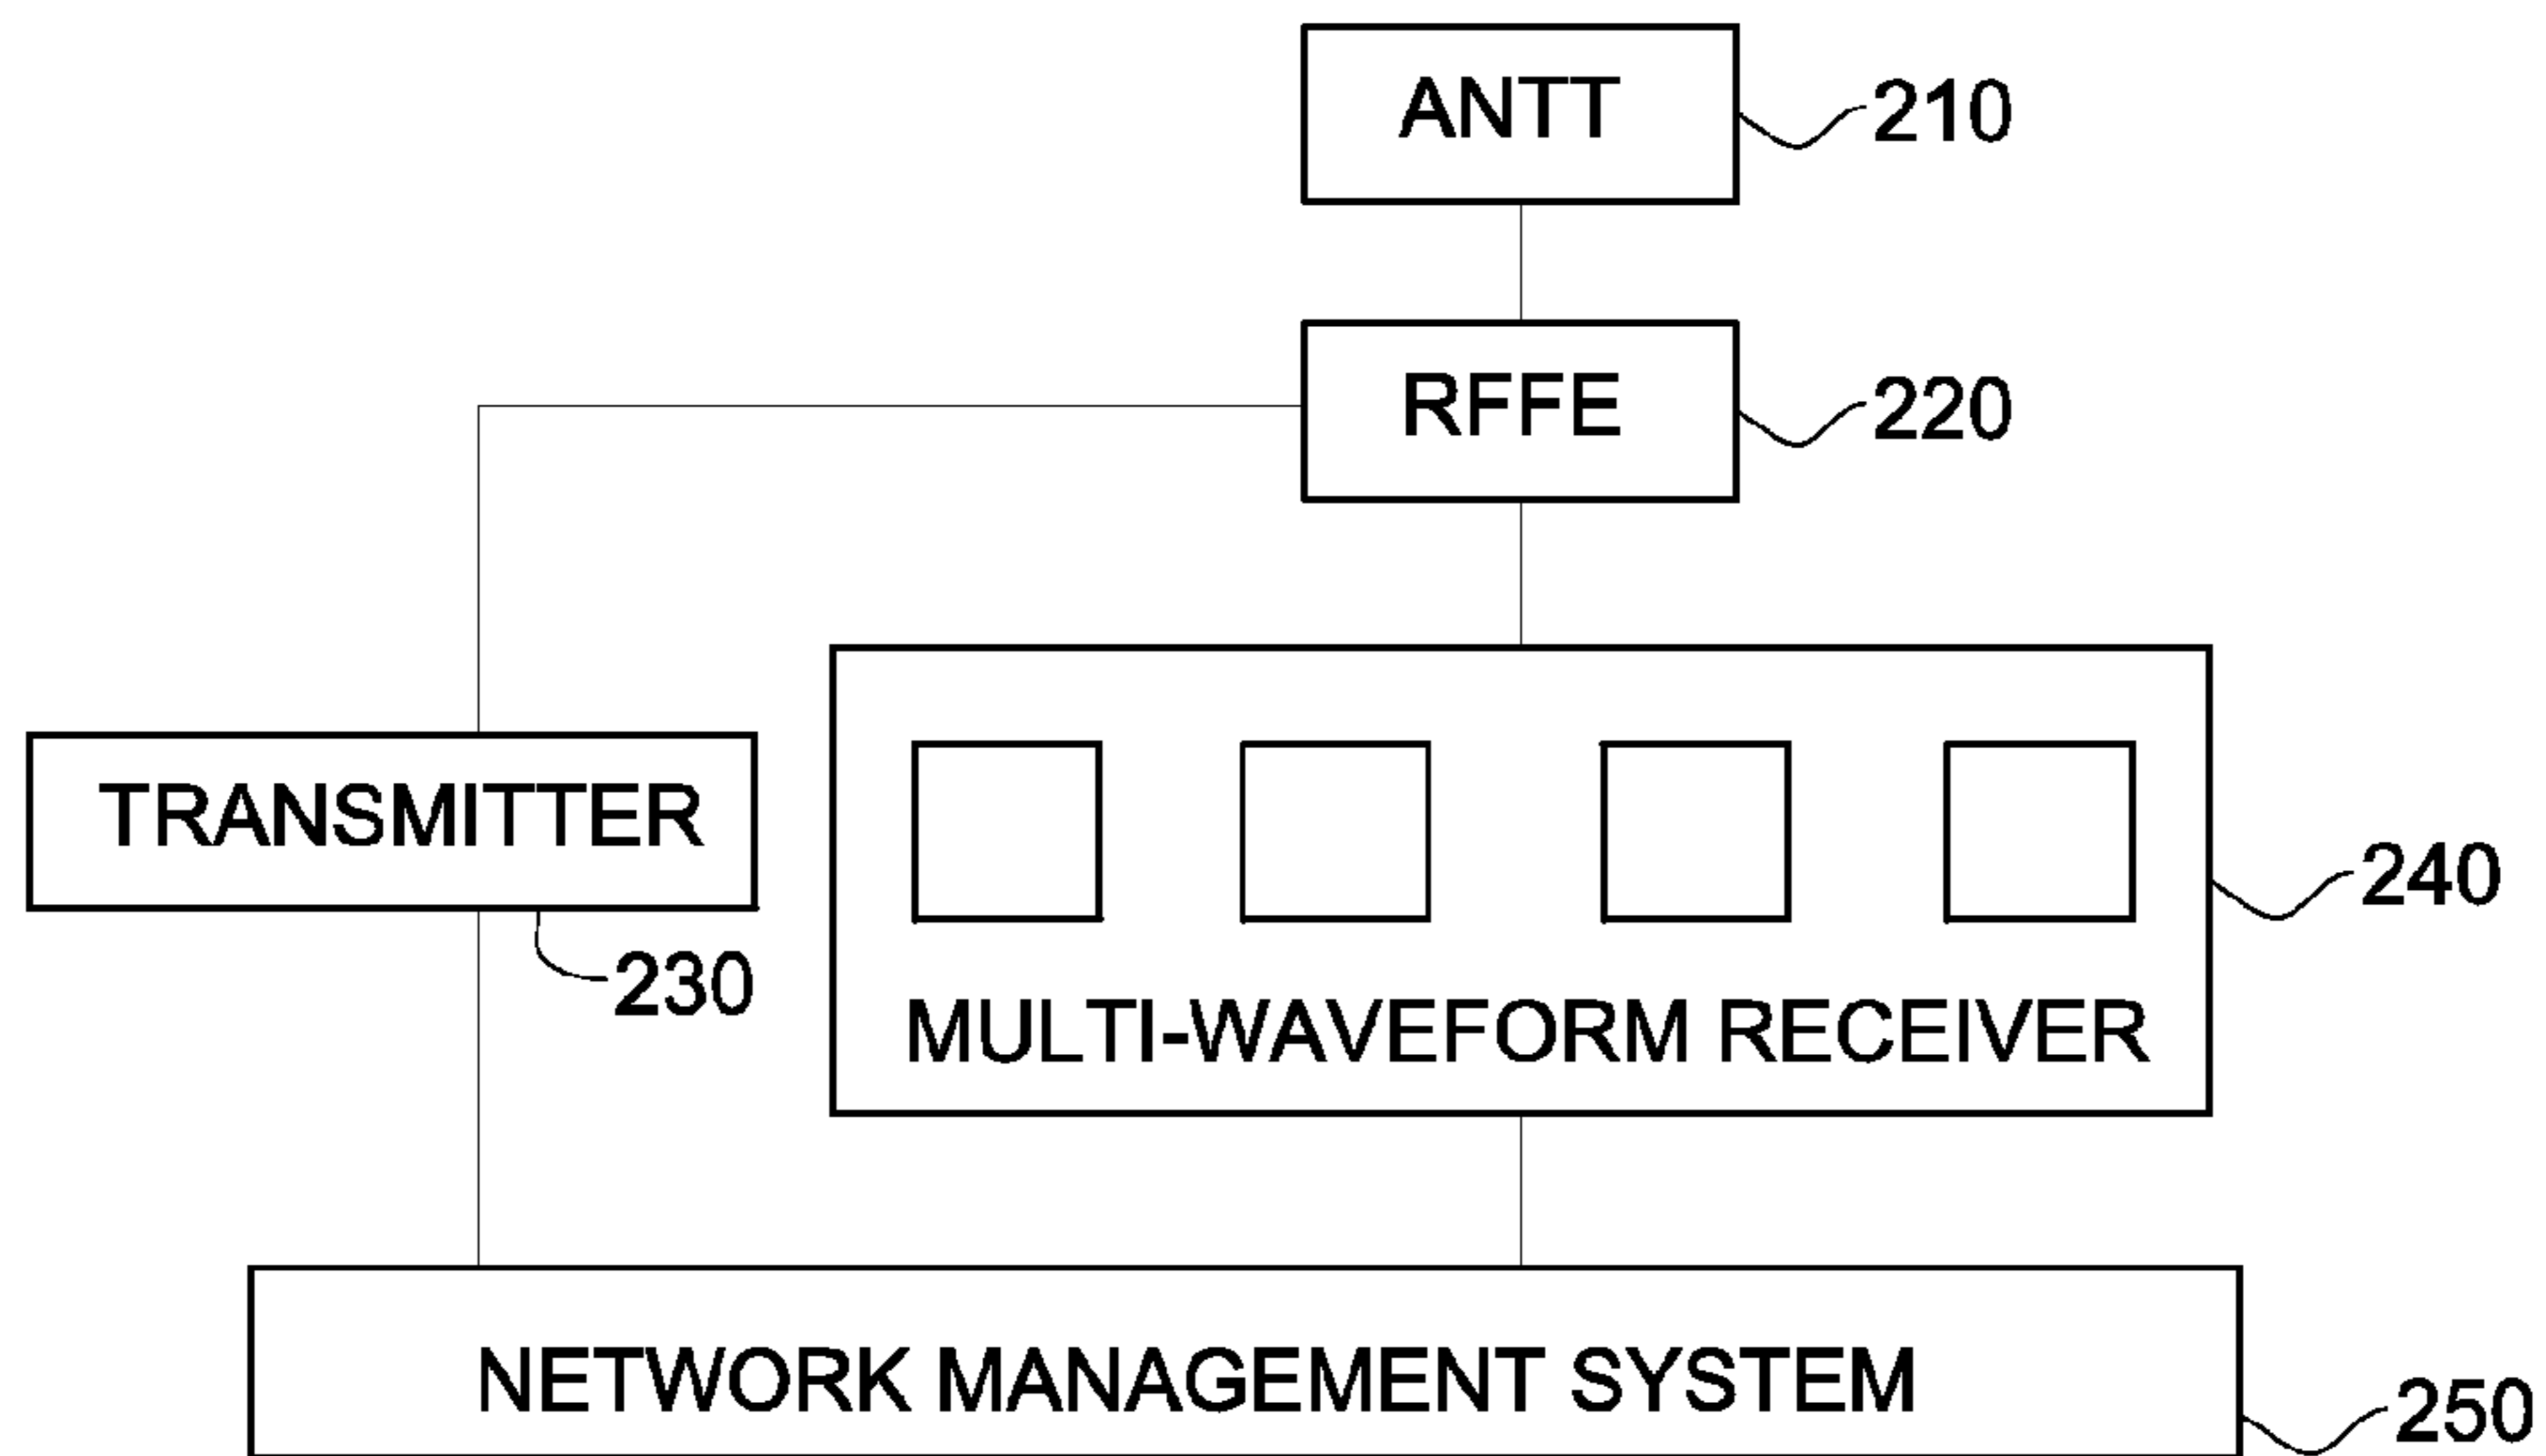 ANTT
210
RFFE
220
TRANSMITTER
230
240
MULTI-WAVEFORM RECEIVER
NETWORK MANAGEMENT SYSTEM
250